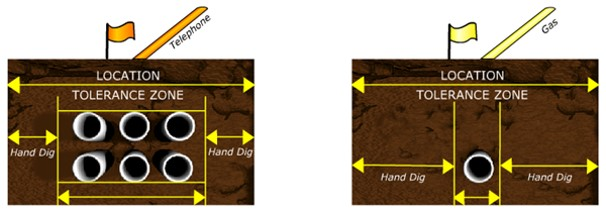 Telephone
LOCATION
TOLERANCE ZONE
Hand Dig
Hand Dig
Gas
LOCATION
TOLERANCE ZONE
Hand Dig
Hand Dig